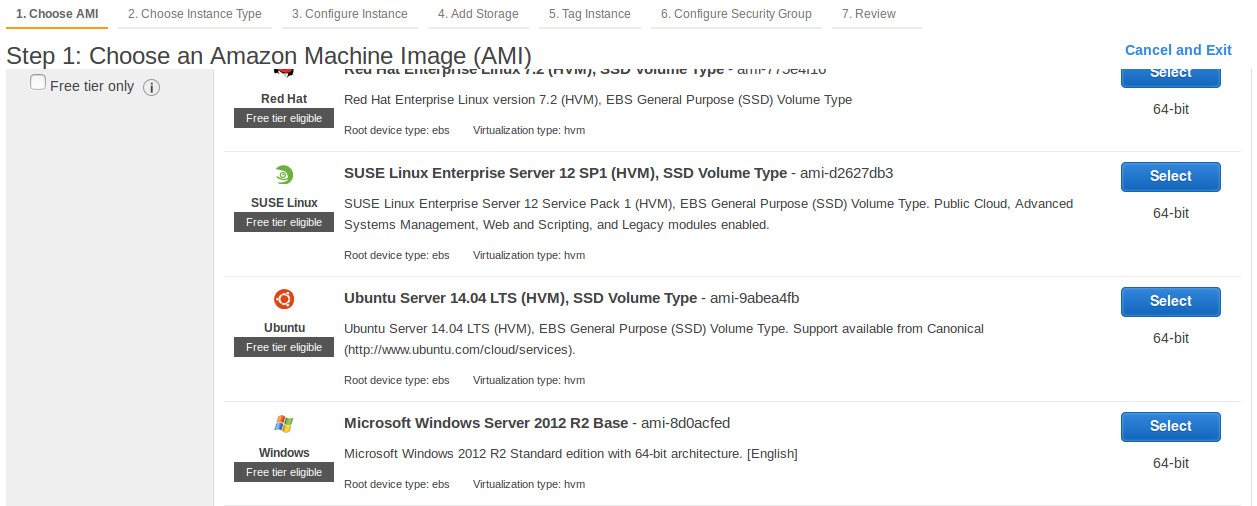 1. Choose AMI 2. Choose Instance Type 3. Configure Instance 4. Add Storage 5. Tag Instance 6. Configure Security Group 7. Review
Step 1: Choose an Amazon Machine Image (AMI)
Cancel and Exit
Free tier only i
Red Hat Enterprise Linux 7.2 (HVM), SSD Volume Type - ami-775e4f16
Select
Red Hat
Free tier eligible
Red Hat Enterprise Linux version 7.2 (HVM), EBS General Purpose (SSD) Volume Type
Root device type: ebs Virtualization type: hvm
64-bit
SUSE Linux
Free tier eligible
SUSE Linux Enterprise Server 12 SP1 (HVM), SSD Volume Type - ami-d2627db3
SUSE Linux Enterprise Server 12 Service Pack 1 (HVM), EBS General Purpose (SSD) Volume Type. Public Cloud, Advanced
Systems Management, Web and Scripting, and Legacy modules enabled.
Root device type: ebs Virtualization type: hvm
Select
64-bit
Ubuntu
Free tier eligible
Ubuntu Server 14.04 LTS (HVM), SSD Volume Type - ami-9abea4fb
Ubuntu Server 14.04 LTS (HVM), EBS General Purpose (SSD) Volume Type. Support available from Canonical
(http://www.ubuntu.com/cloud/services).
Root device type: ebs Virtualization type: hvm
Select
64-bit
Windows
Free tier eligible
Microsoft Windows Server 2012 R2 Base - ami-8d0acfed
Microsoft Windows 2012 R2 Standard edition with 64-bit architecture. [English]
Root device type: ebs Virtualization type: hvm
Select
64-bit